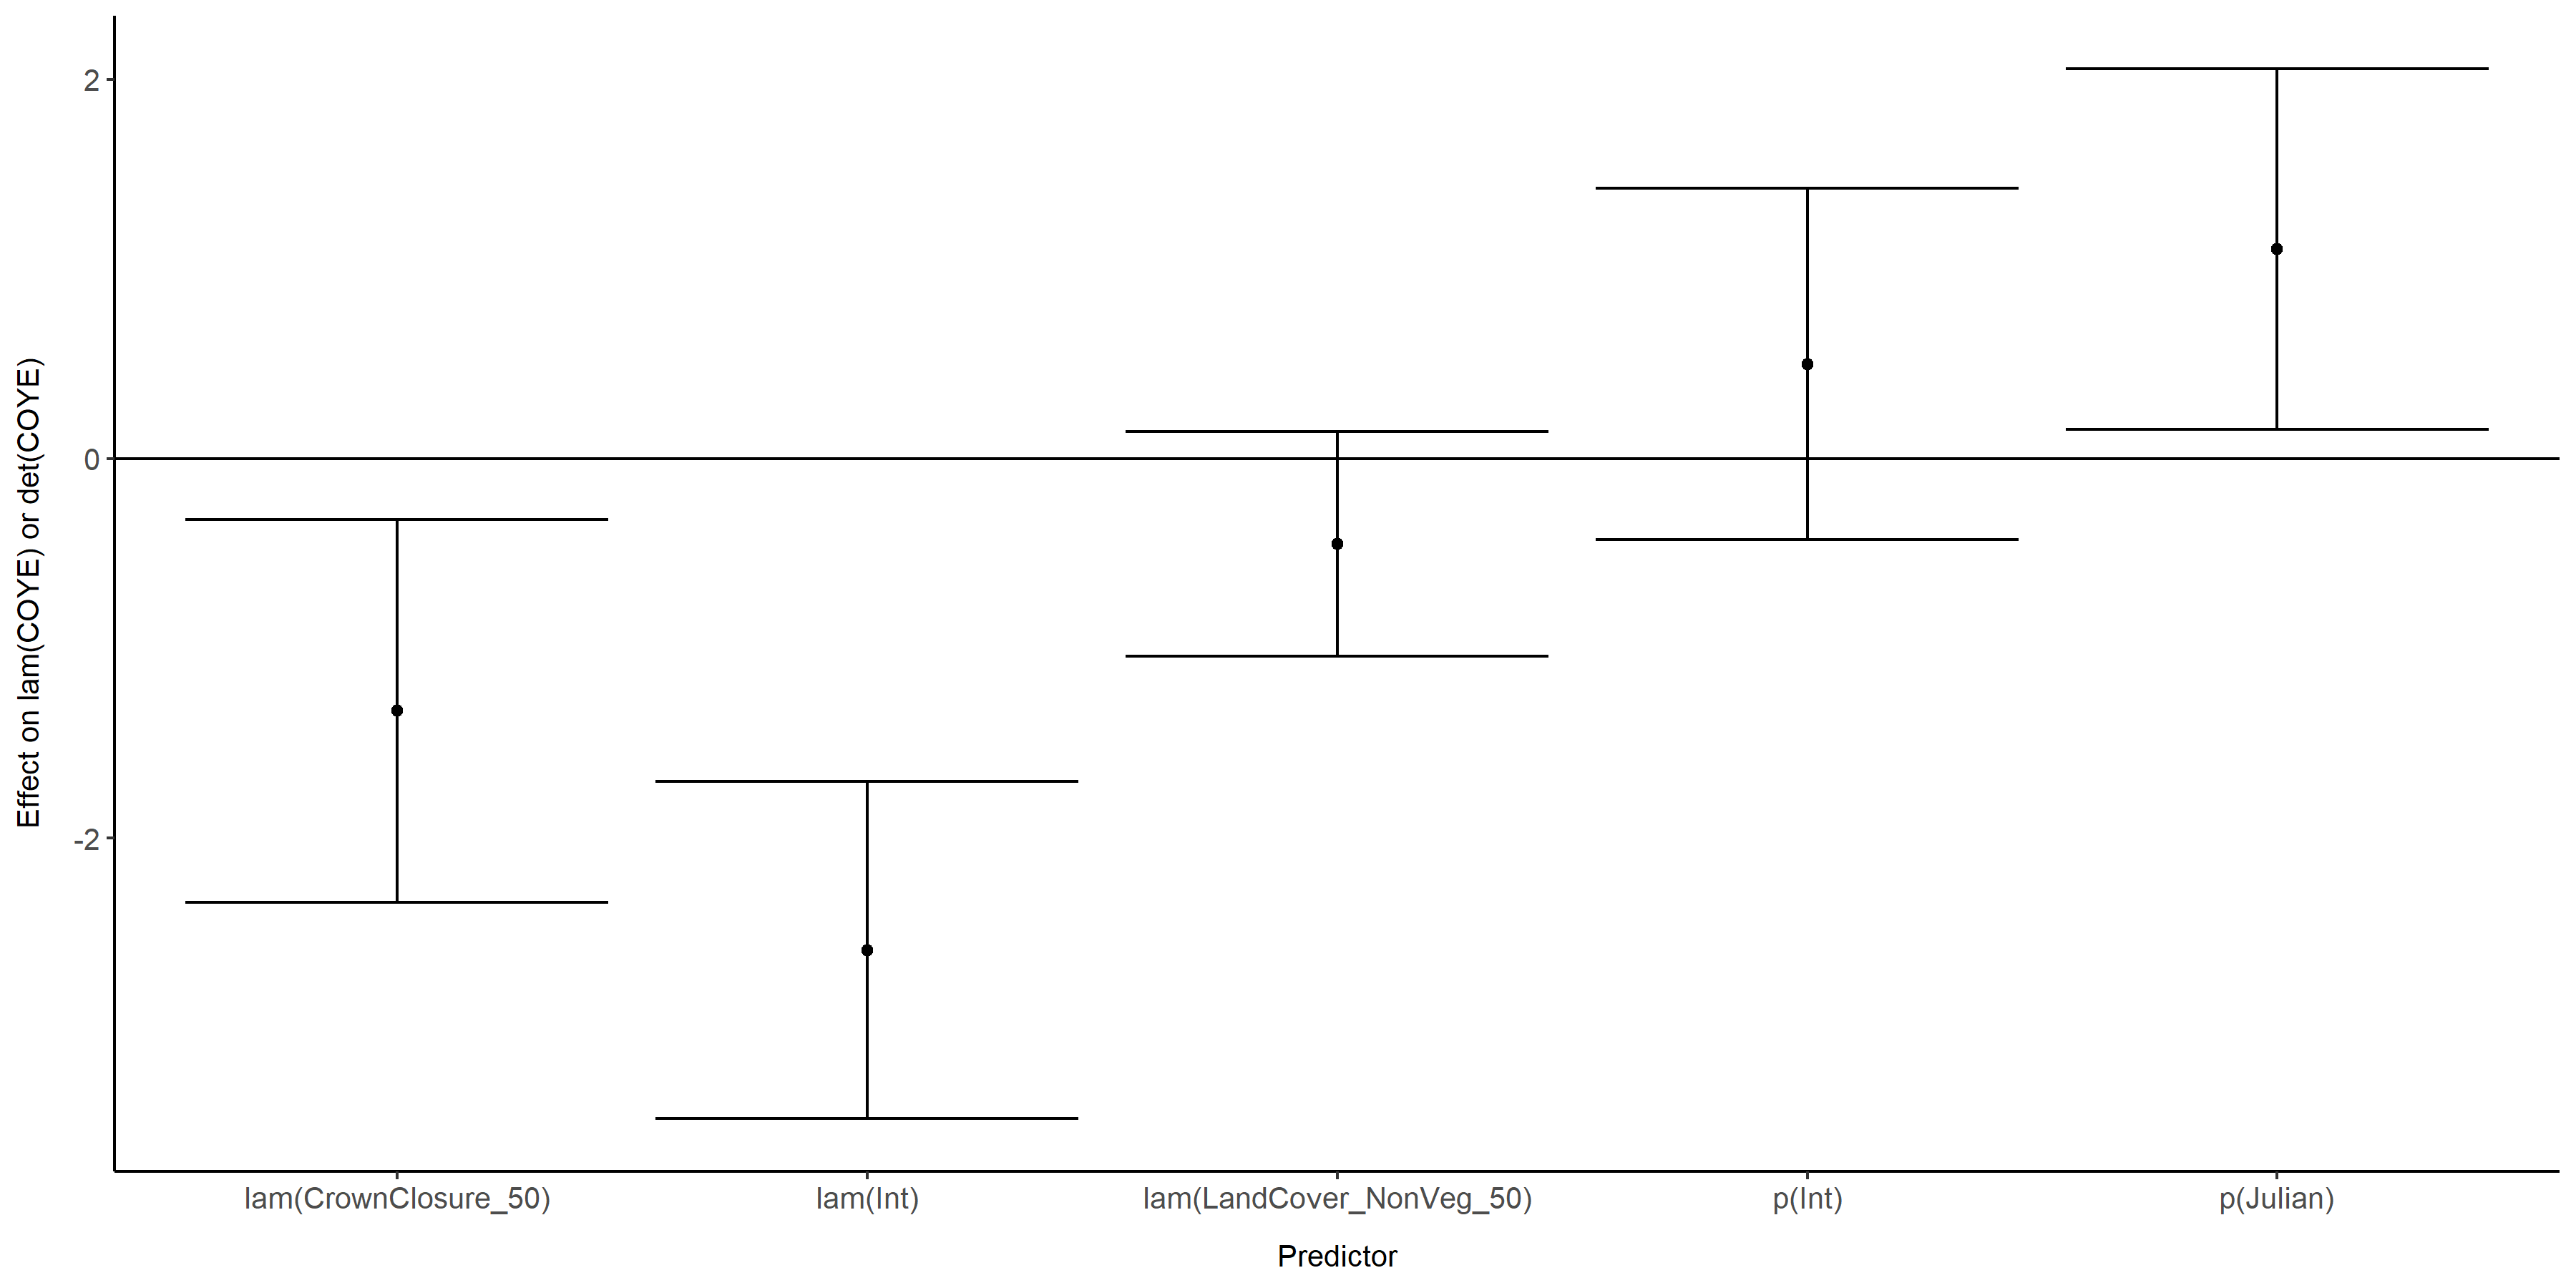 Effect on lam(COYE) or det(COYE)
2
0
-2
lam(CrownClosure_50)
lam(Int)
lam(LandCover_NonVeg_50)
p(Int)
p(Julian)
Predictor